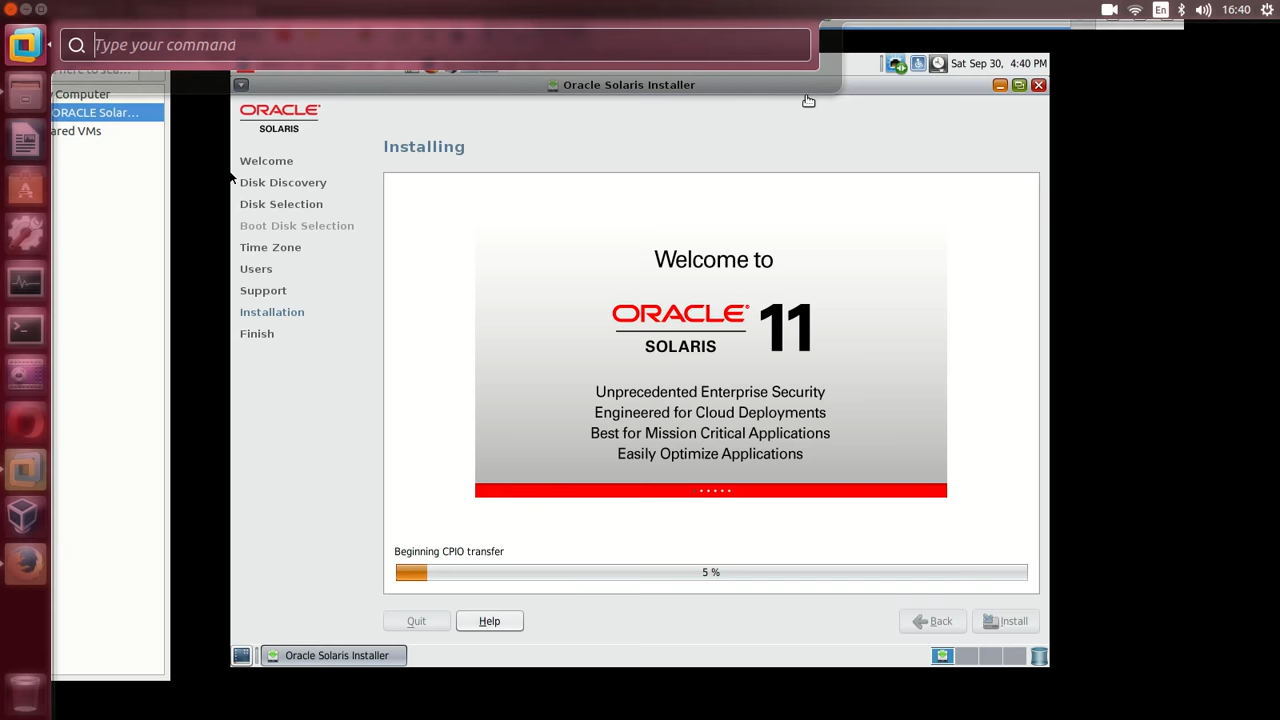 En
16:40
Type your command
Computer
ORACLE Solar...
ared VMs
Sat Sep 30, 4:40 PM
Oracle Solaris Installer
ORACLE®
SOLARIS
Welcome
Disk Discovery
Disk Selection
Boot Disk Selection
Time Zone
Users
Support
Installation
Finish
Installing
Welcome to
ORACLE® 11
SOLARIS
Unprecedented Enterprise Security
Engineered for Cloud Deployments
Best for Mission Critical Applications
Easily Optimize Applications
Beginning CPIO transfer
5 %
Quit
Help
Back
Install
Oracle Solaris Installer